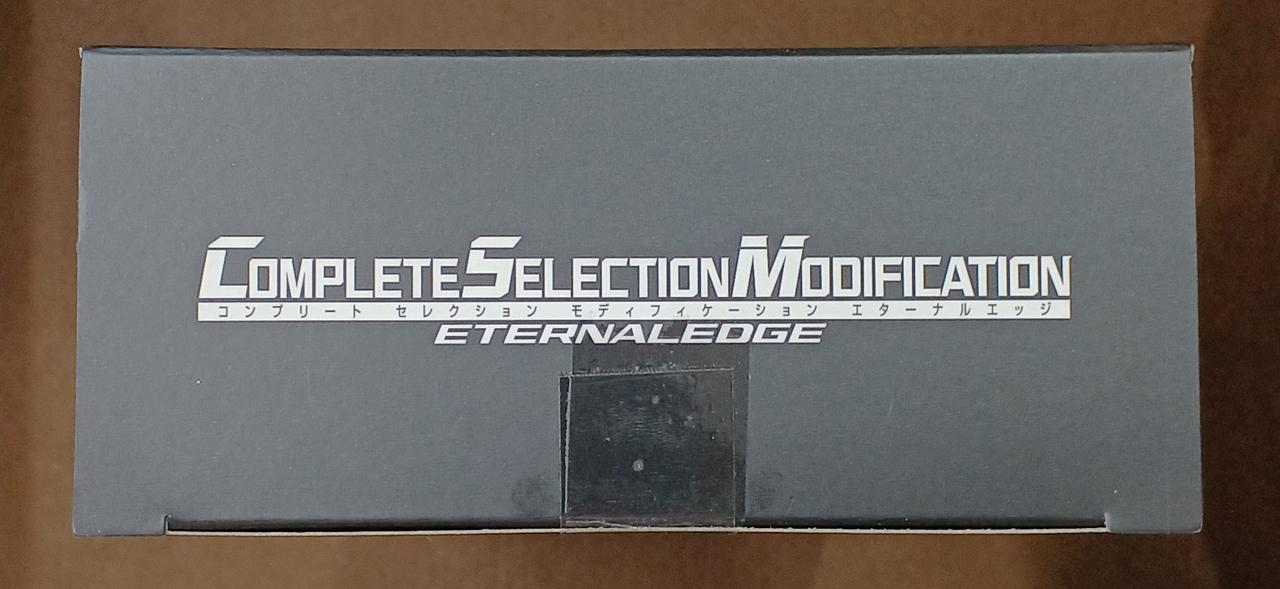 COMPLETE SELECTION MODIFICATION
コンプリート セレクション モディフィケーション エターナルエッジ
ETERNALEDGE